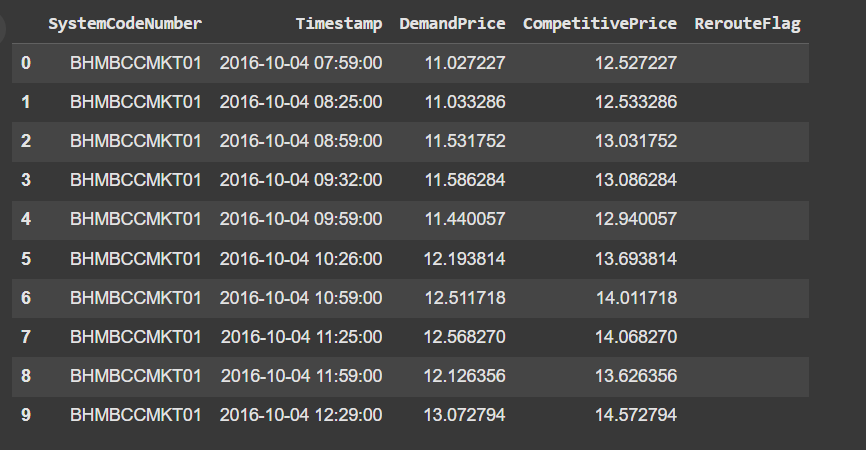 SystemCodeNumber Timestamp DemandPrice CompetitivePrice RerouteFlag
0 BHMBCCMKT01 2016-10-04 07:59:00 11.027227 12.527227
1 BHMBCCMKT01 2016-10-04 08:25:00 11.033286 12.533286
2 BHMBCCMKT01 2016-10-04 08:59:00 11.531752 13.031752
3 BHMBCCMKT01 2016-10-04 09:32:00 11.586284 13.086284
4 BHMBCCMKT01 2016-10-04 09:59:00 11.440057 12.940057
5 BHMBCCMKT01 2016-10-04 10:26:00 12.193814 13.693814
6 BHMBCCMKT01 2016-10-04 10:59:00 12.511718 14.011718
7 BHMBCCMKT01 2016-10-04 11:25:00 12.568270 14.068270
8 BHMBCCMKT01 2016-10-04 11:59:00 12.126356 13.626356
9 BHMBCCMKT01 2016-10-04 12:29:00 13.072794 14.572794